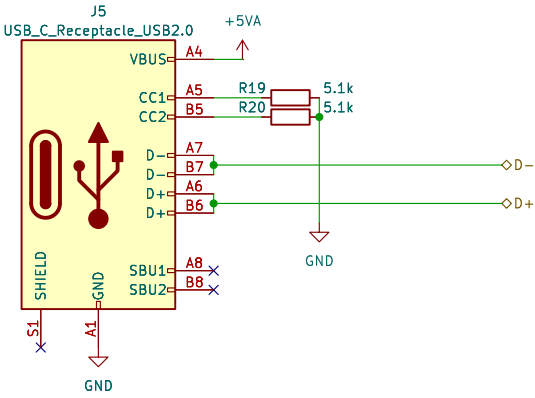 J5
USB_C_Receptacle_USB2.0
+5VA
VBUS A4
CC1 A5 R19 5.1k
CC2 B5 R20 5.1k
D- A7
D- B7 D-
D+ A6
D+ B6 D+
GND
SBU1 A8
SBU2 B8
SHIELD
GND
S1
A1
GND